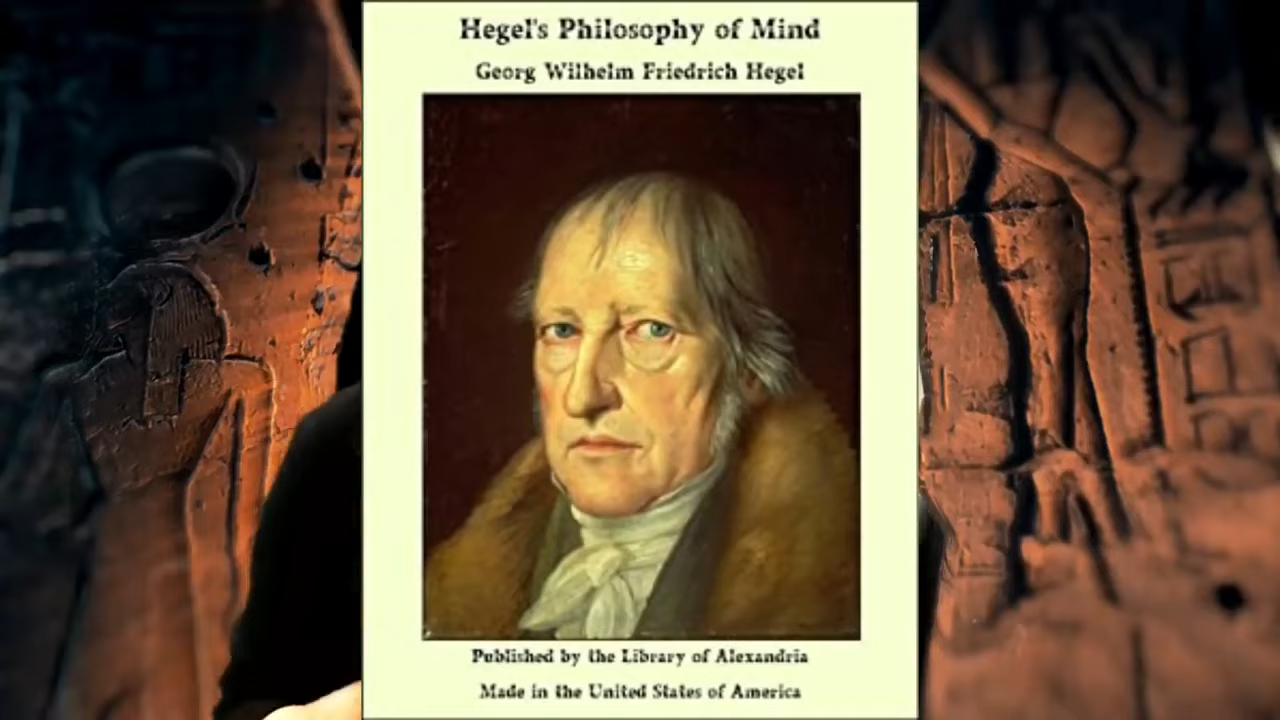 Hegel's Philosophy of Mind
Georg Wilhelm Friedrich Hegel
Published by the Library of Alexandria
Made in the United States of America